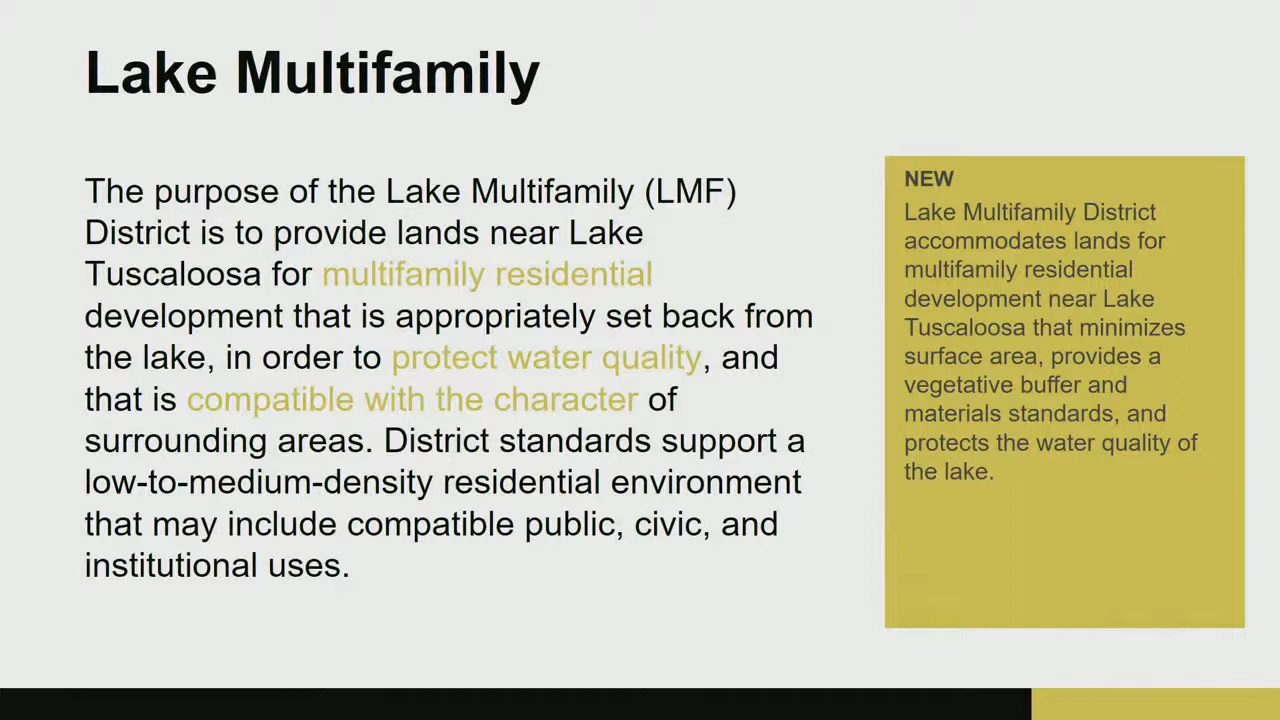 Lake Multifamily
The purpose of the Lake Multifamily (LMF)
District is to provide lands near Lake
Tuscaloosa for multifamily residential
development that is appropriately set back from
the lake, in order to protect water quality, and
that is compatible with the character of
surrounding areas. District standards support a
low-to-medium-density residential environment
that may include compatible public, civic, and
institutional uses.
NEW
Lake Multifamily District
accommodates lands for
multifamily residential
development near Lake
Tuscaloosa that minimizes
surface area, provides a
vegetative buffer and
materials standards, and
protects the water quality of
the lake.